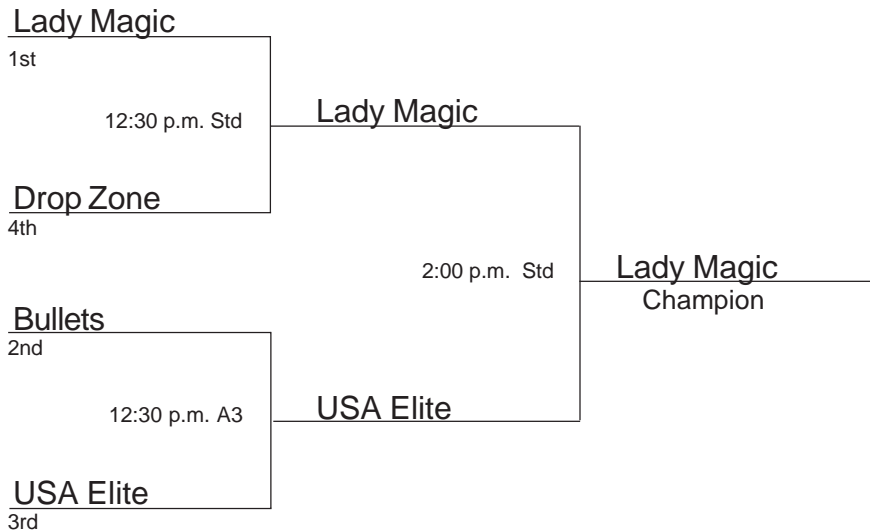 Lady Magic
1st
12:30 p.m. Std
Lady Magic
Drop Zone
4th
2:00 p.m. Std
Lady Magic
Champion
Bullets
2nd
12:30 p.m. A3
USA Elite
USA Elite
3rd